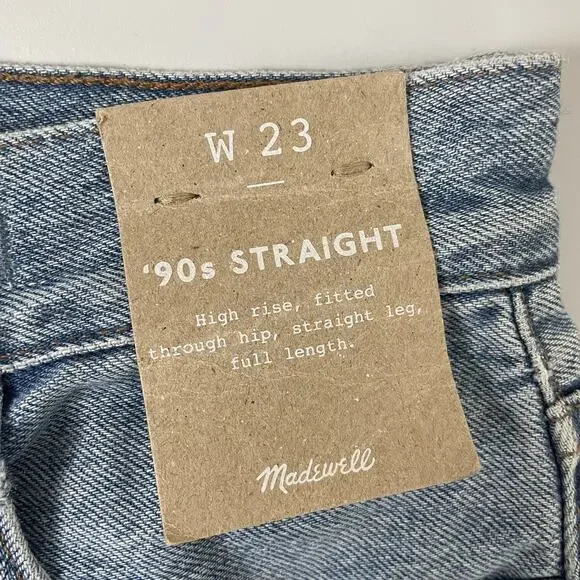 W 23
'90s STRAIGHT
High rise, fitted
through hip, straight leg,
full length.
Madewell